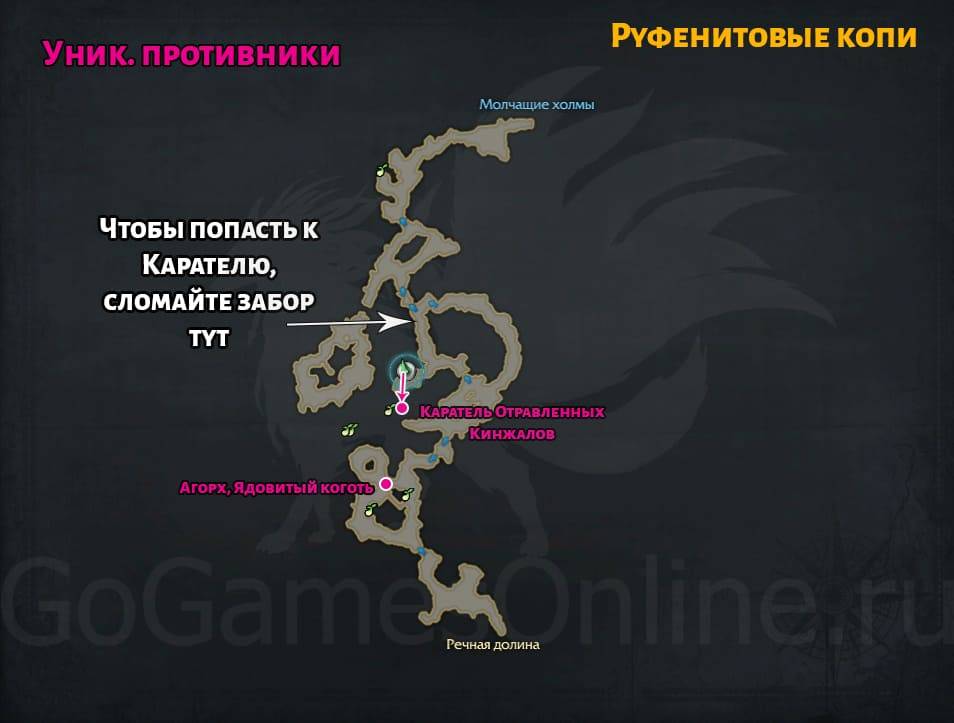 Уник. противники
Руфенитовые копи
Молчащие холмы
Чтобы попасть к
Карателю,
сломайте забор
тут
Каратель Отравленных
Кинжалов
Агорх, Ядовитый коготь
GoGamesOnline.ru
Речная долина